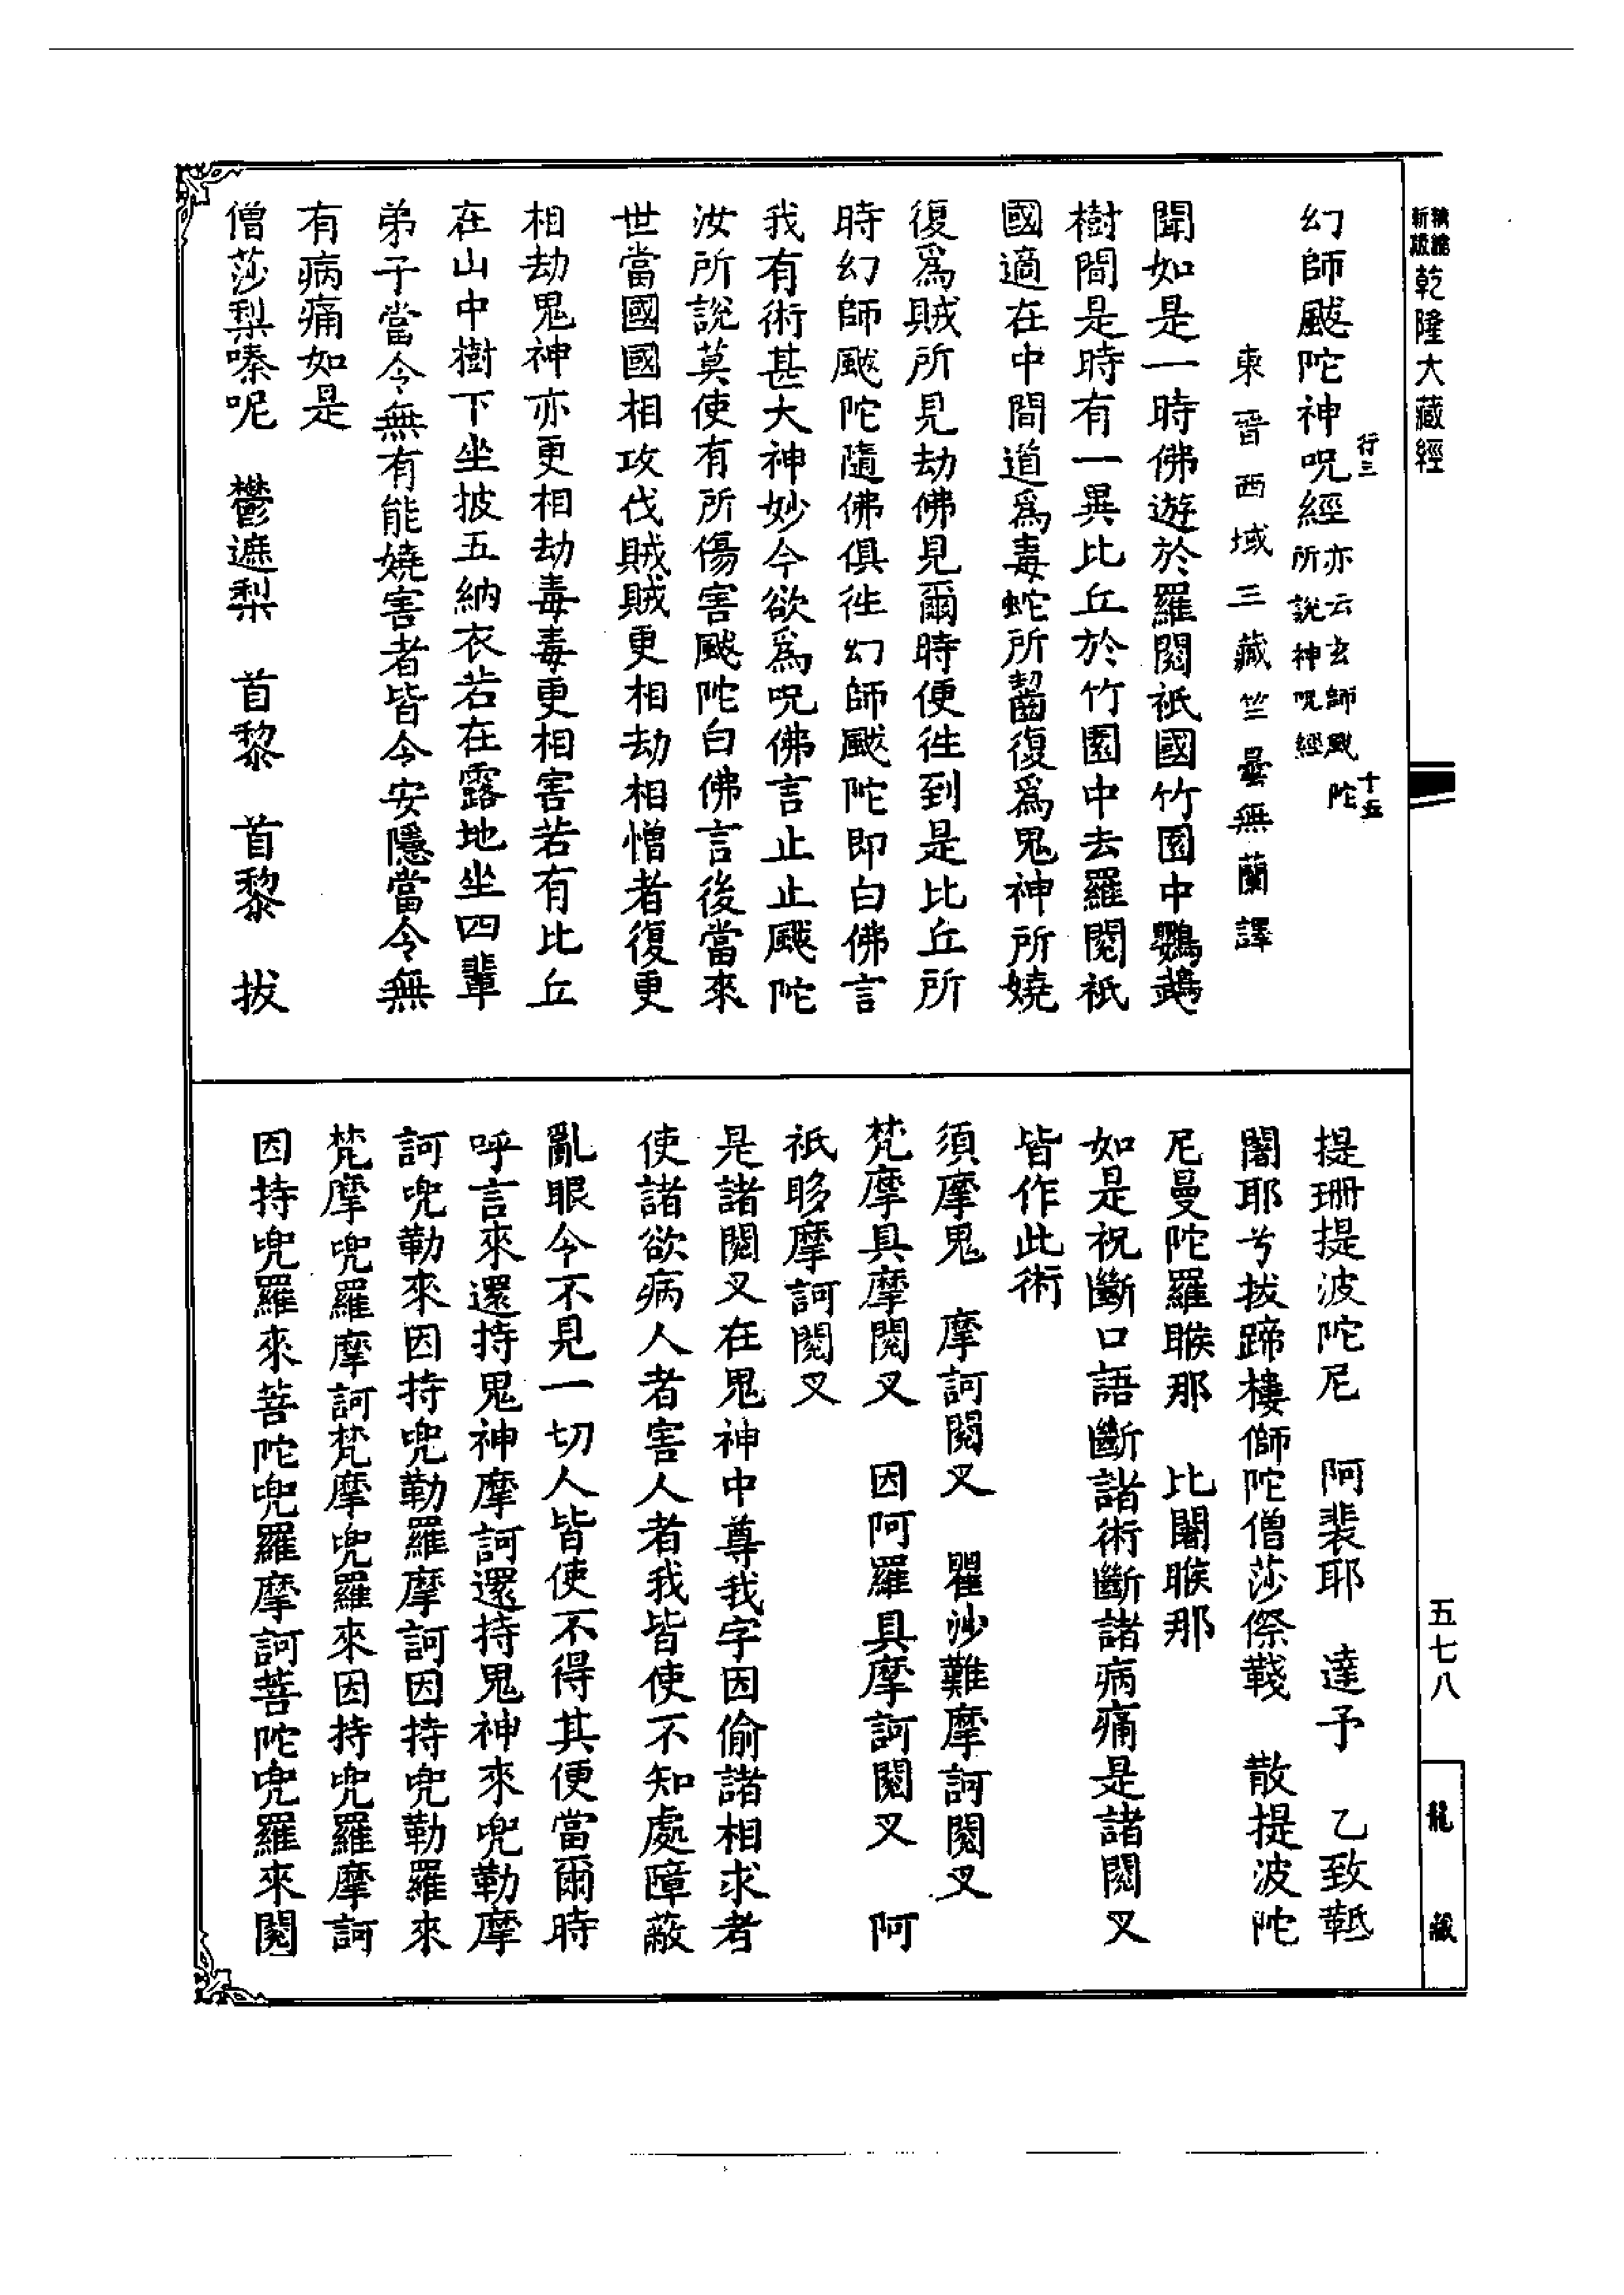 乾隆大藏經
幻師颰陀神呪經
亦云玄師颰陀
所說神呪經
行三
十五
東晉西域三藏竺曇無蘭譯
聞如是一時佛遊於羅閱祇國竹園中鸚鵡
樹間是時有一異比丘於竹園中去羅閱祇
國適在中間道爲毒蛇所齧復爲鬼神所嬈
復爲賊所見劫佛見爾時便徃到是比丘所
時幻師颰陀隨佛俱徃幻師颰陀即白佛言
我有術甚大神妙今欲爲呪佛言止止颰陀
汝所說莫使有所傷害颰陀白佛言後當來
世當國國相攻伐賊賊更相劫相憎者復更
相劫鬼神亦更相劫毒毒更相害若有比丘
在山中樹下坐披五納衣若在露地坐四輩
弟子當令無有能嬈害者皆令安隱當令無
有病痛如是
僧莎梨嗪呢　鬱遮梨　首黎　首黎　拔
提珊提波陀尼　阿裴耶　達予　乙致鞊
闍耶兮拔蹄樓𠎝陀僧莎傺韈　散提波陀
尼曼陀羅睺那　比闍睺那
如是祝斷口語斷諸術斷諸病痛是諸閱叉
皆作此術
須摩鬼　摩訶閱叉　瞿沙難摩訶閱叉
梵摩具摩閱叉　因阿羅具摩訶閱叉　阿
祇眵摩訶閱叉
是諸閱叉在鬼神中尊我字因偷諸相求者
使諸欲病人者害人者我皆使不知處障蔽
亂眼令不見一切人皆使不得其便當爾時
呼言來還持鬼神摩訶還持鬼神來兜勒摩
訶兜勒來因持兜勒羅摩訶因持兜勒羅來
梵摩兜羅摩訶梵摩兜羅來因持兜羅摩訶
因持兜羅來菩陀兜羅摩訶菩陀兜羅來閱
五七八
龍藏